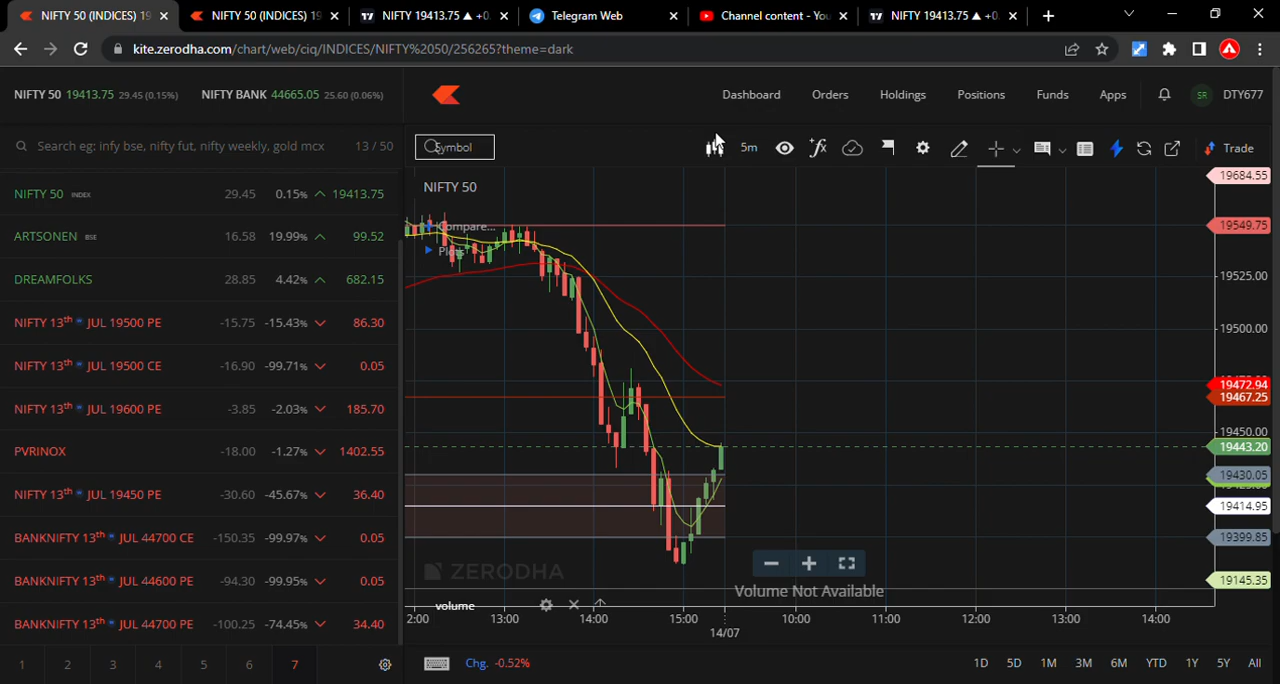 NIFTY 50 (INDICES) 19
NIFTY 50 (INDICES) 19
NIFTY 19413.75 ▲ +0.
Telegram Web
Channel content - You
NIFTY 19413.75 ▲ +0.
kite.zerodha.com/chart/web/ciq/INDICES/NIFTY%2050/256265?theme=dark
NIFTY 50 19413.75 29.45 (0.15%) NIFTY BANK 44665.05 25.60 (0.06%)
Dashboard Orders Holdings Positions Funds Apps SR DTY677
Search eg: infy bse, nifty fut, nifty weekly, gold mcx 13 / 50
Symbol 5m Trade
NIFTY 50 INDEX 29.45 0.15% 19413.75
ARTSONEN BSE 16.58 19.99% 99.52
DREAMFOLKS 28.85 4.42% 682.15
NIFTY 13th JUL 19500 PE -15.75 -15.43% 86.30
NIFTY 13th JUL 19500 CE -16.90 -99.71% 0.05
NIFTY 13th JUL 19600 PE -3.85 -2.03% 185.70
PVRINOX -18.00 -1.27% 1402.55
NIFTY 13th JUL 19450 PE -30.60 -45.67% 36.40
BANKNIFTY 13th JUL 44700 CE -150.35 -99.97% 0.05
BANKNIFTY 13th JUL 44600 PE -94.30 -99.95% 0.05
BANKNIFTY 13th JUL 44700 PE -100.25 -74.45% 34.40
1 2 3 4 5 6 7
NIFTY 50
Compare...
Plots
19684.55
19549.75
19525.00
19500.00
19472.94
19467.25
19450.00
19443.20
19430.05
19414.95
19399.85
19145.35
ZERODHA
Volume Not Available
volume
2:00 13:00 14:00 15:00 10:00 11:00 12:00 13:00 14:00
14/07
Chg. -0.52%
1D 5D 1M 3M 6M YTD 1Y 5Y All